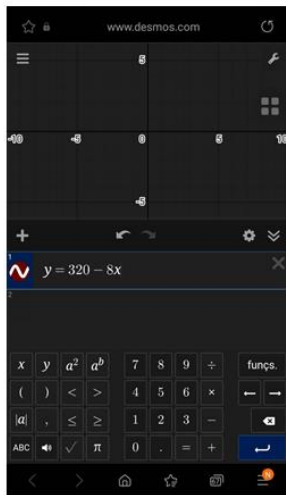 www.desmos.com
5
-10 -5 0 5 10
-5
1
y = 320 − 8x
2
x y a² aᵇ 7 8 9 ÷ funçs.
( ) < > 4 5 6 ×
|a| , ≤ ≥ 1 2 3 −
ABC √ π 0 . = +